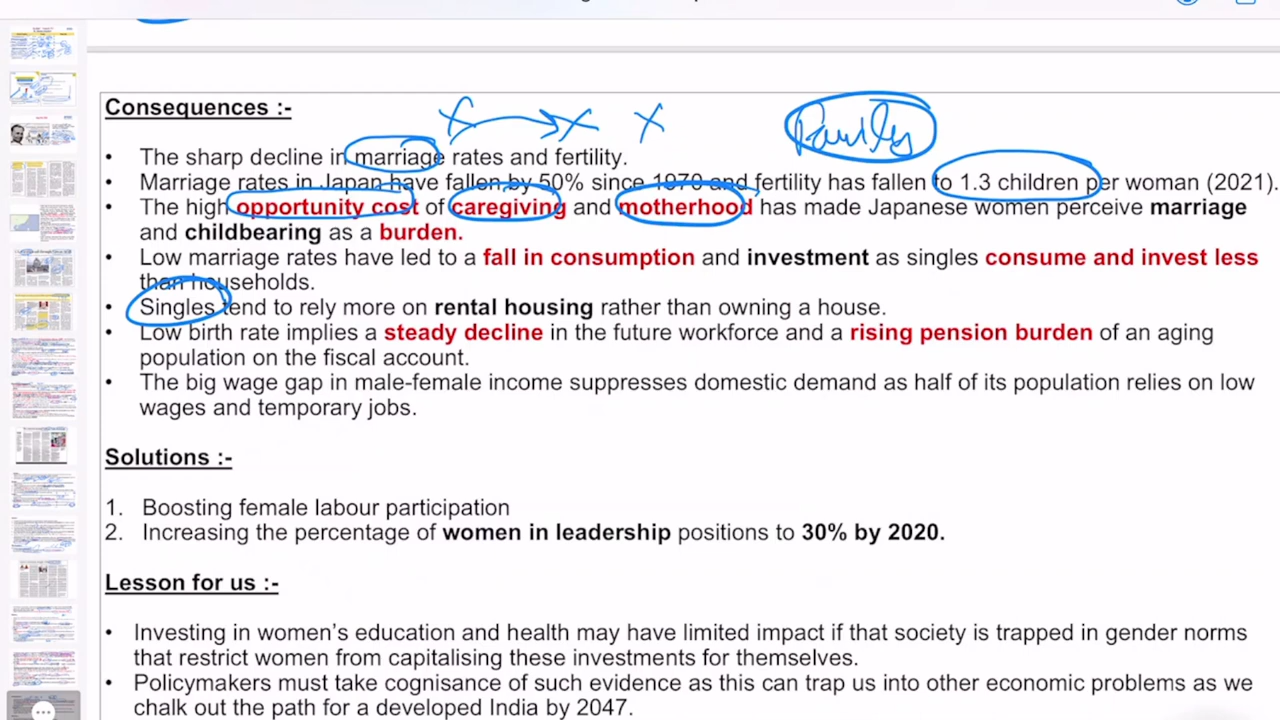 Consequences :-
• The sharp decline in marriage rates and fertility.
• Marriage rates in Japan have fallen by 50% since 1970 and fertility has fallen to 1.3 children per woman (2021).
• The high opportunity cost of caregiving and motherhood has made Japanese women perceive marriage
and childbearing as a burden.
• Low marriage rates have led to a fall in consumption and investment as singles consume and invest less
than households.
• Singles tend to rely more on rental housing rather than owning a house.
• Low birth rate implies a steady decline in the future workforce and a rising pension burden of an aging
population on the fiscal account.
• The big wage gap in male-female income suppresses domestic demand as half of its population relies on low
wages and temporary jobs.
Solutions :-
1. Boosting female labour participation
2. Increasing the percentage of women in leadership positions to 30% by 2020.
Lesson for us :-
• Investing in women's education and health may have limited impact if that society is trapped in gender norms
that restrict women from capitalizing these investments for themselves.
• Policymakers must take cognisance of such evidence as this can trap us into other economic problems as we
chalk out the path for a developed India by 2047.